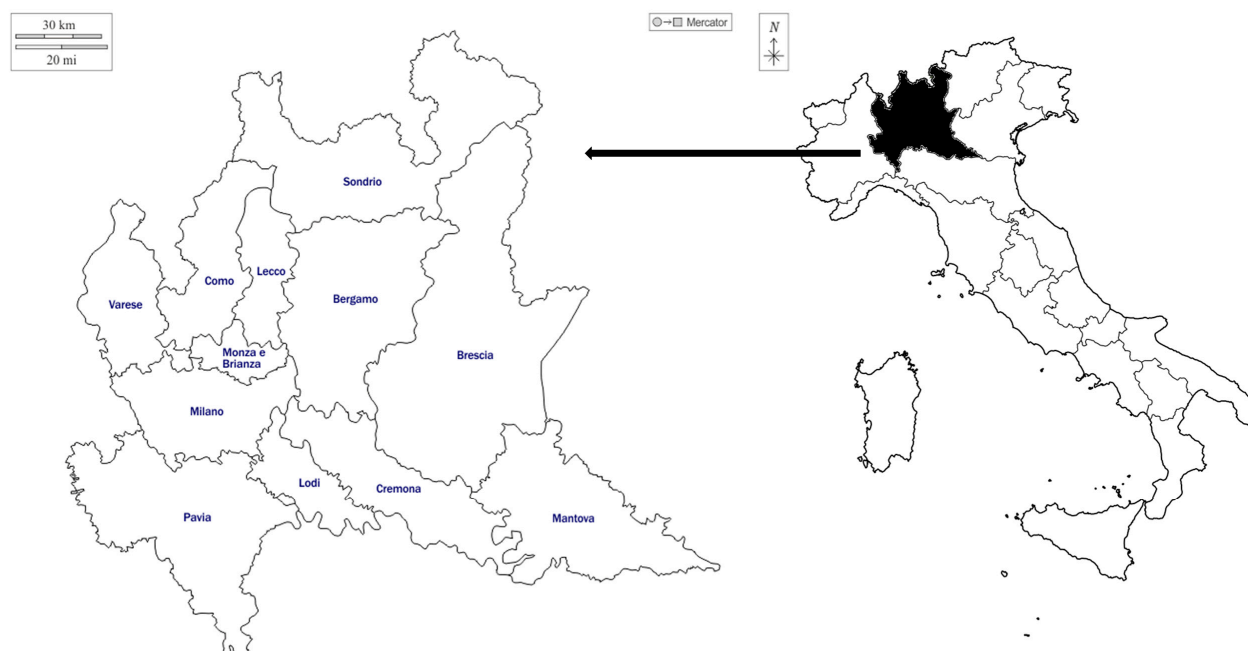 30 km
20 mi
Mercator
N
Sondrio
Como
Lecco
Varese
Bergamo
Monza e
Brianza
Brescia
Milano
Lodi
Cremona
Pavia
Mantova